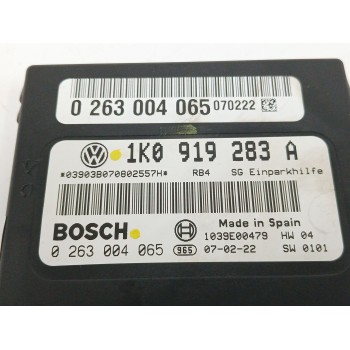 0 263 004 065 070222
1K0 919 283 A
*03903B070802557H* RB4 SG Einparkhilfe
BOSCH Made in Spain
1039E00479 HW 04
0 263 004 065 965 07-02-22 SW 0101